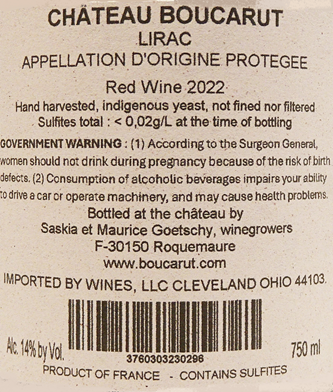 CHÂTEAU BOUCARUT
LIRAC
APPELLATION D'ORIGINE PROTEGEE
Red Wine 2022
Hand harvested, indigenous yeast, not fined nor filtered
Sulfites total : < 0,02g/L at the time of bottling
GOVERNMENT WARNING : (1) According to the Surgeon General,
women should not drink during pregnancy because of the risk of birth
defects. (2) Consumption of alcoholic beverages impairs your ability
to drive a car or operate machinery, and may cause health problems.
Bottled at the château by
Saskia et Maurice Goetschy, winegrowers
F-30150 Roquemaure
www.boucarut.com
IMPORTED BY WINES, LLC CLEVELAND OHIO 44103.
Alc. 14% by Vol.
3760303230296
750 ml
PRODUCT OF FRANCE - CONTAINS SULFITES